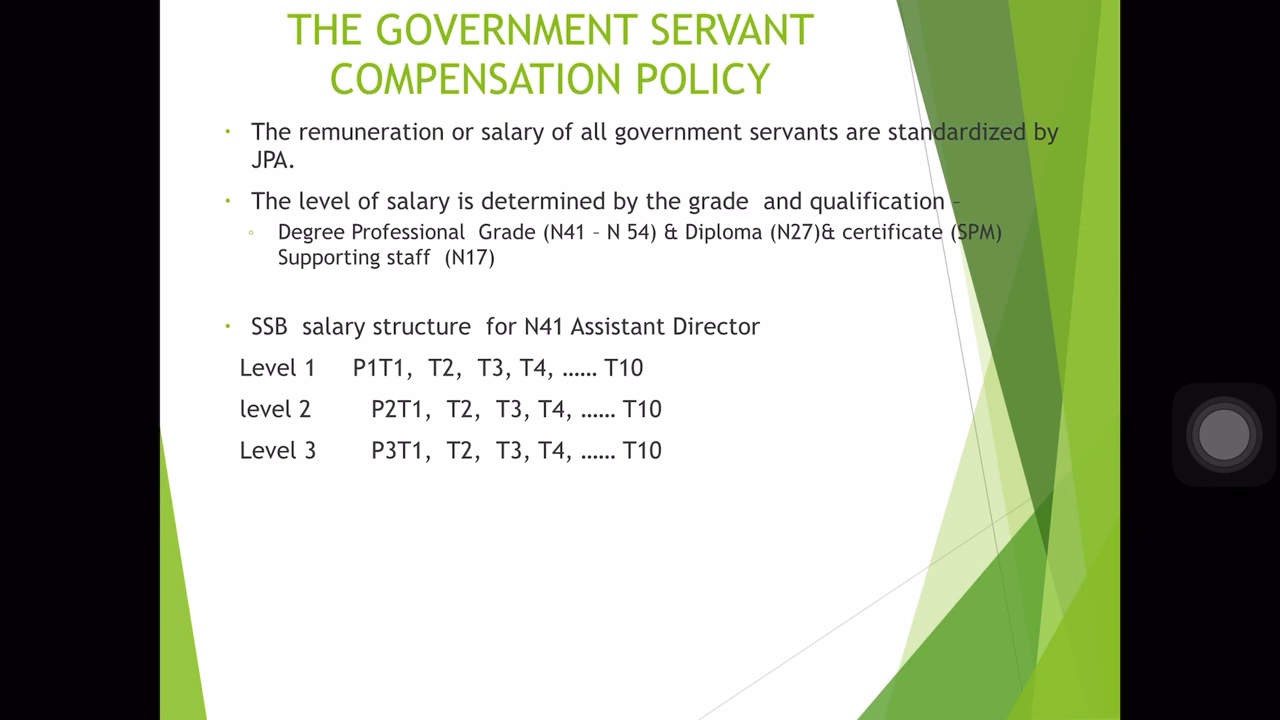 THE GOVERNMENT SERVANT
COMPENSATION POLICY
• The remuneration or salary of all government servants are standardized by
JPA.
• The level of salary is determined by the grade and qualification –
◦ Degree Professional Grade (N41 – N 54) & Diploma (N27)& certificate (SPM)
Supporting staff (N17)
• SSB salary structure for N41 Assistant Director
Level 1 P1T1, T2, T3, T4, …… T10
level 2 P2T1, T2, T3, T4, …… T10
Level 3 P3T1, T2, T3, T4, …… T10